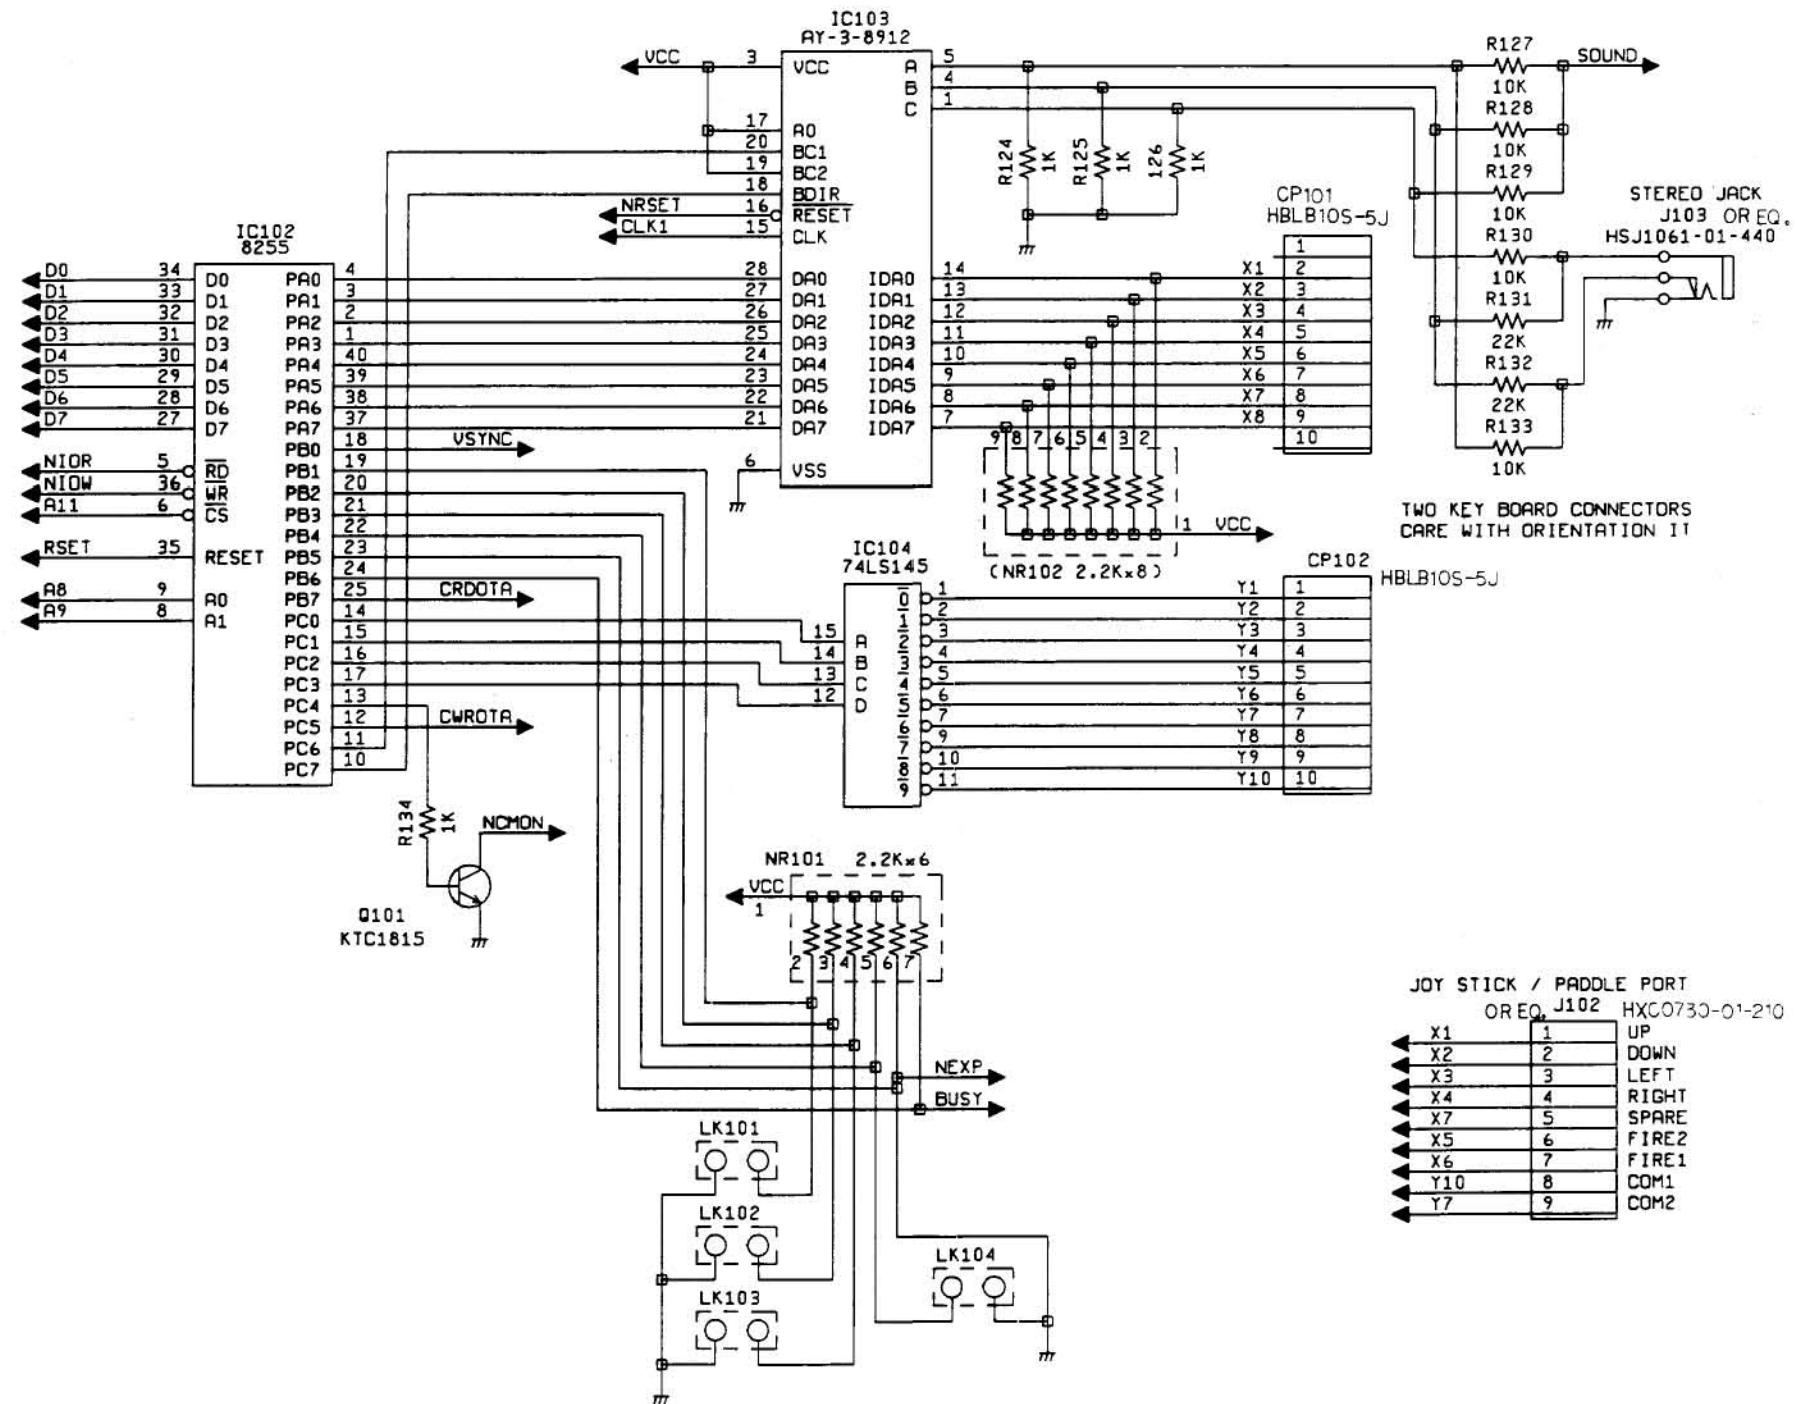 IC103
AY-3-8912
VCC 3 VCC
17 A0
20 BC1
19 BC2
18 BDIR
NRSET 16 RESET
CLK1 15 CLK
28 DA0
27 DA1
26 DA2
25 DA3
24 DA4
23 DA5
22 DA6
21 DA7
6 VSS
A 5
B 4
C 1
IDA0 14 X1
IDA1 13 X2
IDA2 12 X3
IDA3 11 X4
IDA4 10 X5
IDA5 9 X6
IDA6 8 X7
IDA7 7 X8
R124 1K
R125 1K
126 1K
R127
10K
SOUND
R128
10K
R129
10K
R130
10K
R131
22K
R132
22K
R133
10K
STEREO JACK
J103 OR EQ.
HSJ1061-01-440
CP101
HBLB10S-5J
1
2
3
4
5
6
7
8
9
10
9 8 7 6 5 4 3 2
1 VCC
(NR102 2.2Kx8)
TWO KEY BOARD CONNECTORS
CARE WITH ORIENTATION IT
IC102
8255
D0 34 D0
D1 33 D1
D2 32 D2
D3 31 D3
D4 30 D4
D5 29 D5
D6 28 D6
D7 27 D7
NIOR 5 RD
NIOW 36 WR
A11 6 CS
RSET 35 RESET
A8 9 A0
A9 8 A1
PA0 4
PA1 3
PA2 2
PA3 1
PA4 40
PA5 39
PA6 38
PA7 37
PB0 18 VSYNC
PB1 19
PB2 20
PB3 21
PB4 22
PB5 23
PB6 24
PB7 25 CRDOTA
PC0 14
PC1 15
PC2 16
PC3 17
PC4 13
PC5 12 CWROTA
PC6 11
PC7 10
IC104
74LS145
15 A
14 B
13 C
12 D
0 1 Y1
1 2 Y2
2 3 Y3
3 4 Y4
4 5 Y5
5 6 Y6
6 7 Y7
7 9 Y8
8 10 Y9
9 11 Y10
CP102
HBLB10S-5J
1
2
3
4
5
6
7
8
9
10
R134 1K
NCMON
Q101
KTC1815
NR101 2.2Kx6
VCC
1
2 3 4 5 6 7
NEXP
BUSY
LK101
LK102
LK103
LK104
JOY STICK / PADDLE PORT
OR EQ. J102 HXC0730-01-210
X1 1 UP
X2 2 DOWN
X3 3 LEFT
X4 4 RIGHT
X7 5 SPARE
X5 6 FIRE2
X6 7 FIRE1
Y10 8 COM1
Y7 9 COM2